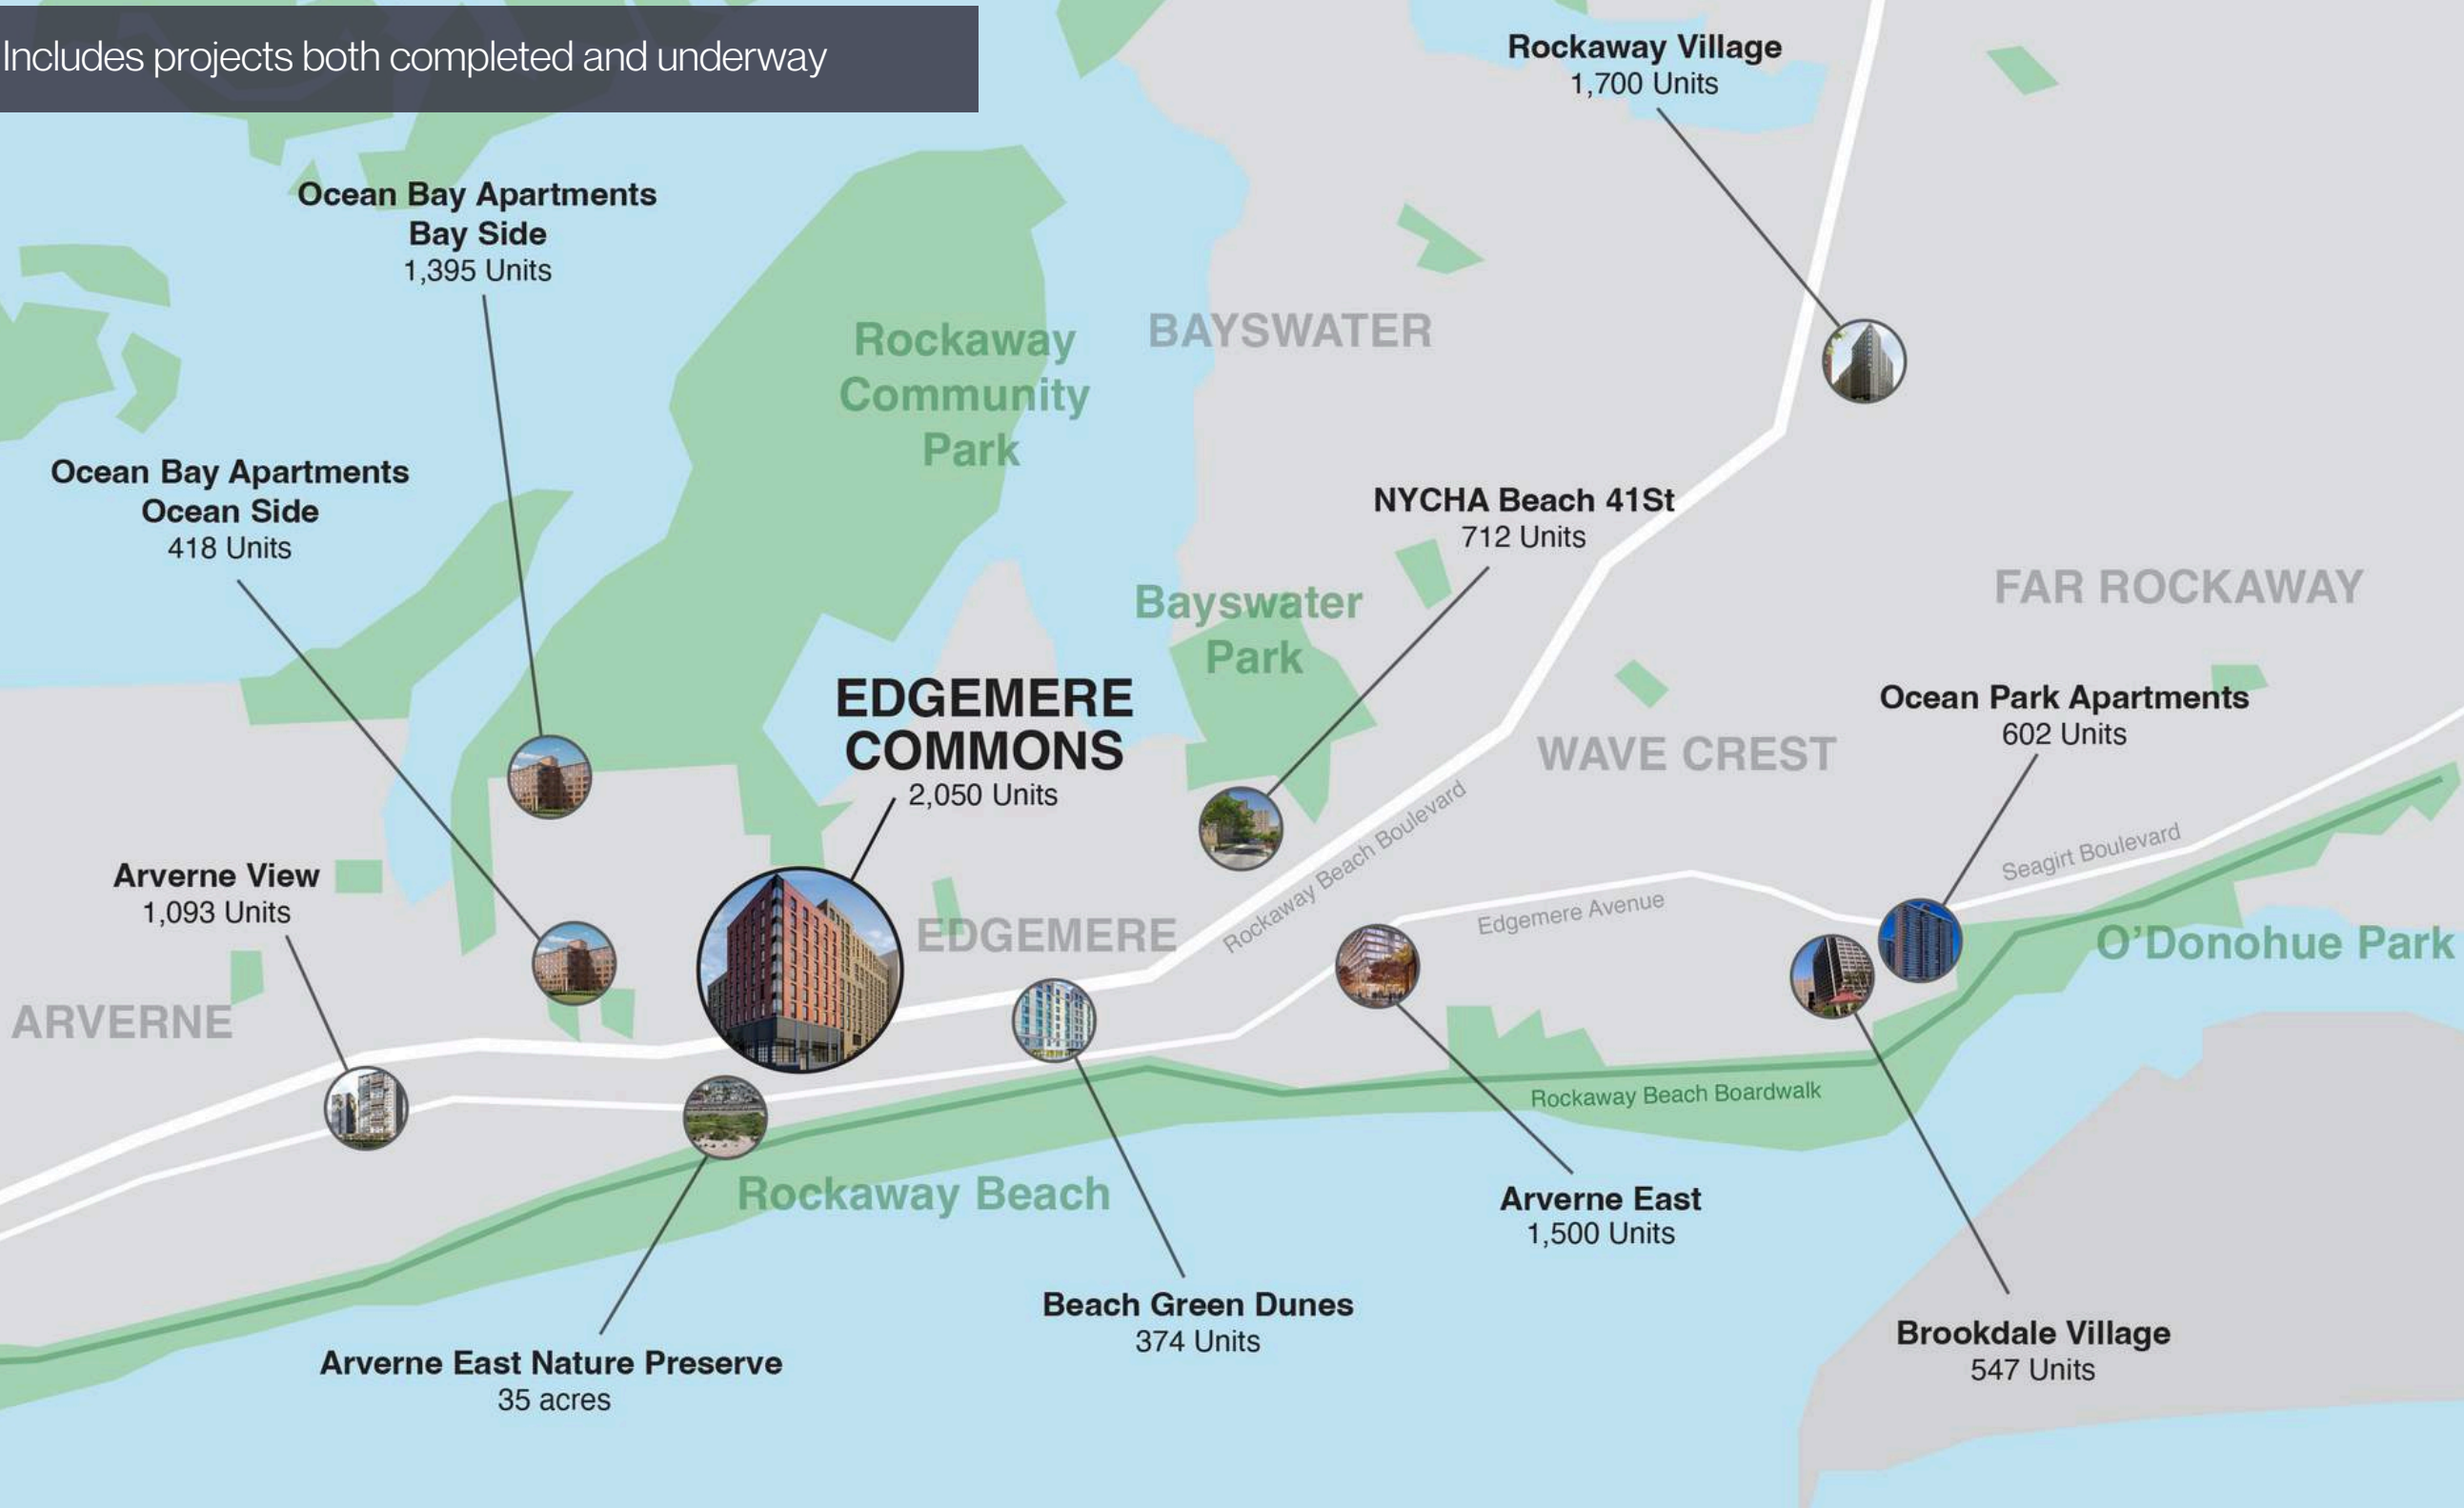 Includes projects both completed and underway
Rockaway Village
1,700 Units
Ocean Bay Apartments
Bay Side
1,395 Units
Rockaway
Community
Park
BAYSWATER
Ocean Bay Apartments
Ocean Side
418 Units
NYCHA Beach 41St
712 Units
Bayswater
Park
FAR ROCKAWAY
EDGEMERE
COMMONS
2,050 Units
Ocean Park Apartments
602 Units
WAVE CREST
Arverne View
1,093 Units
EDGEMERE
Rockaway Beach Boulevard
Edgemere Avenue
Seagirt Boulevard
O'Donohue Park
ARVERNE
Rockaway Beach Boardwalk
Rockaway Beach
Arverne East
1,500 Units
Beach Green Dunes
374 Units
Brookdale Village
547 Units
Arverne East Nature Preserve
35 acres